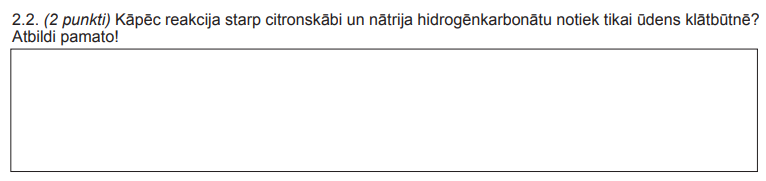 2.2. (2 punkti) Kāpēc reakcija starp citronskābi un nātrija hidrogēnkarbonātu notiek tikai ūdens klātbūtnē?
Atbildi pamato!